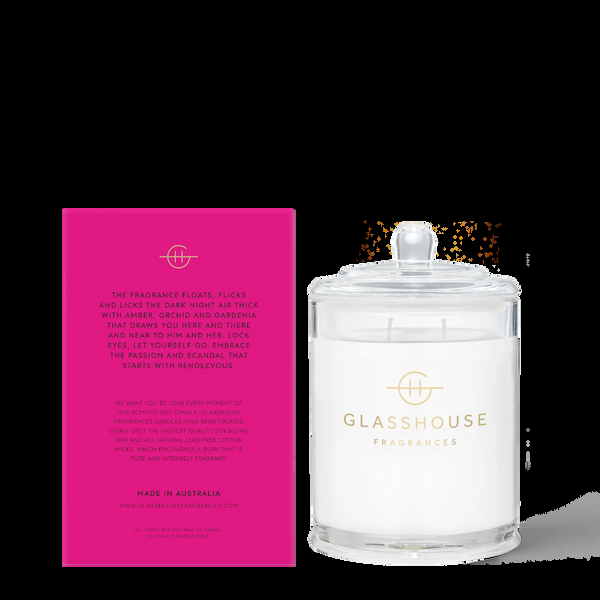 THE FRAGRANCE FLOATS, FLICKS
AND LICKS THE DARK NIGHT AIR THICK
WITH AMBER, ORCHID AND GARDENIA
THAT DRAWS YOU HERE AND THERE
AND NEAR TO HIM AND HER. LOCK
EYES, LET YOURSELF GO. EMBRACE
THE PASSION AND SCANDAL THAT
STARTS WITH RENDEZVOUS.
WE WANT YOU TO LOVE EVERY MOMENT OF
THIS SCENTED SOY CANDLE. GLASSHOUSE
FRAGRANCES CANDLES HAVE BEEN CREATED
USING ONLY THE HIGHEST QUALITY SOY BLEND
WAX AND ALL NATURAL LEAD-FREE COTTON
WICKS, WHICH ENCOURAGE A BURN THAT IS
PURE AND INTENSELY FRAGRANT.
MADE IN AUSTRALIA
WWW.GLASSHOUSEFRAGRANCES.COM
GH
GLASSHOUSE
FRAGRANCES